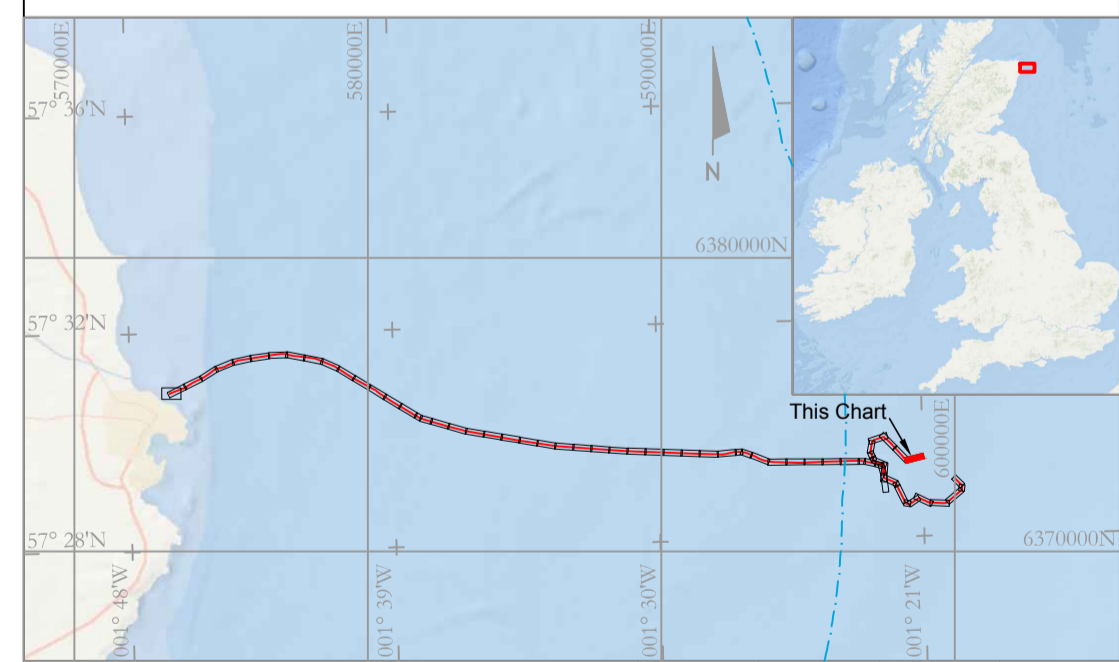 570000E
580000E
590000E
57° 36'N
N
6380000N
57° 32'N
This Chart
600000E
57° 28'N
6370000N
001° 48'W
001° 39'W
001° 30'W
001° 21'W